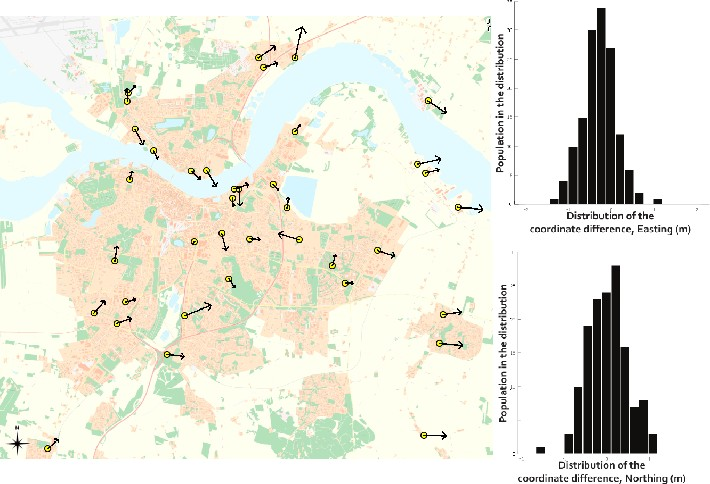 Population in the distribution
Distribution of the
coordinate difference, Easting (m)
Population in the distribution
Distribution of the
coordinate difference, Northing (m)